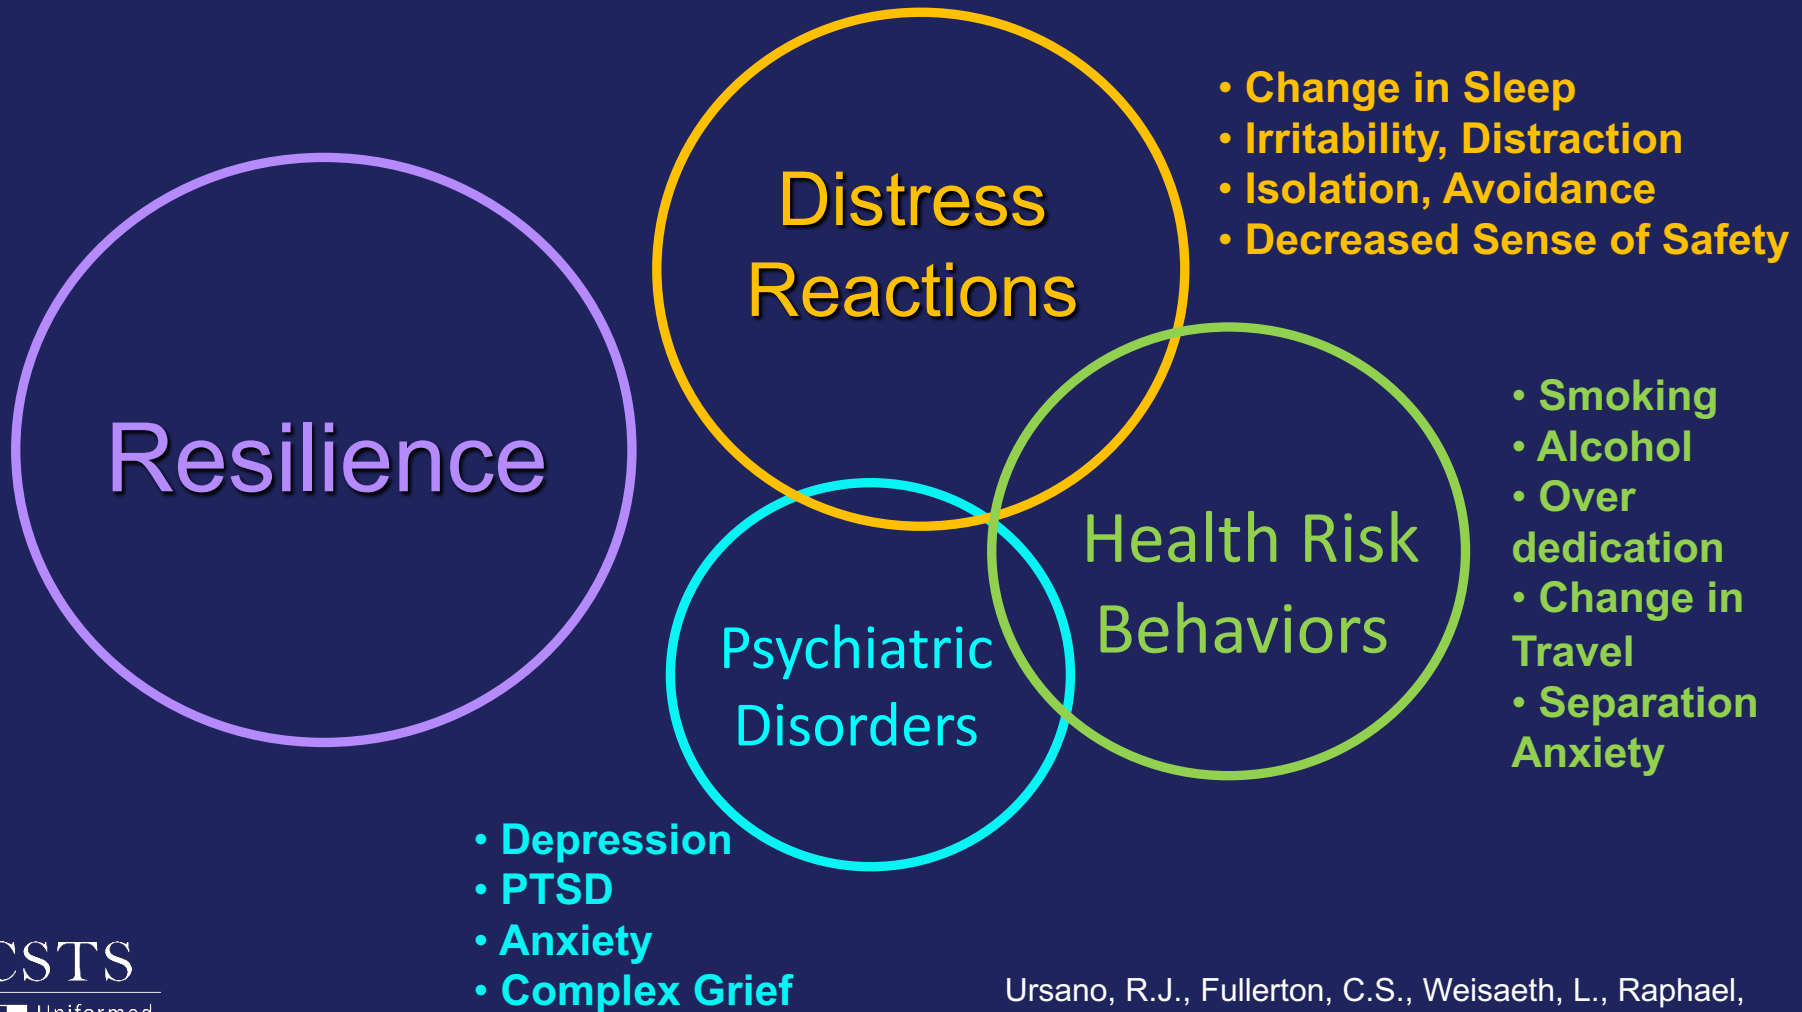 Distress
Reactions
• Change in Sleep
• Irritability, Distraction
• Isolation, Avoidance
• Decreased Sense of Safety
Resilience
Health Risk
Behaviors
• Smoking
• Alcohol
• Over
dedication
• Change in
Travel
• Separation
Anxiety
Psychiatric
Disorders
• Depression
• PTSD
• Anxiety
• Complex Grief
CSTS
Uniformed
Ursano, R.J., Fullerton, C.S., Weisaeth, L., Raphael,